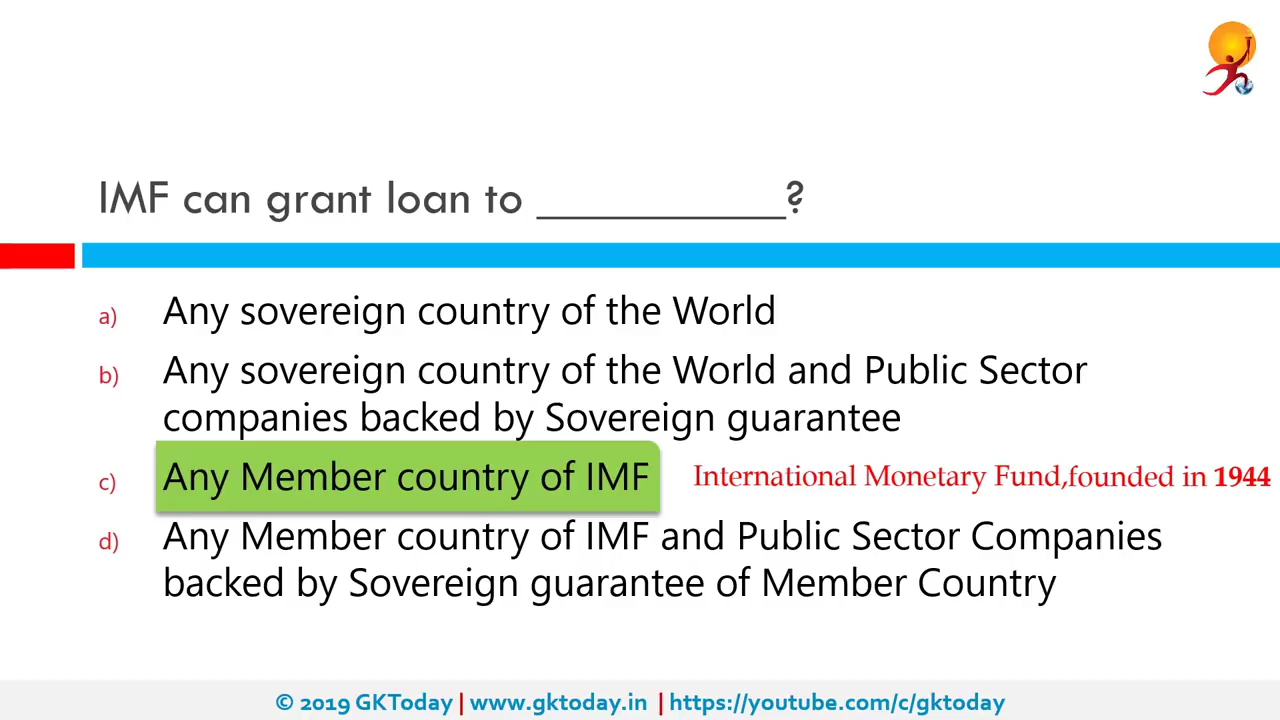 IMF can grant loan to ___________?
a) Any sovereign country of the World
b) Any sovereign country of the World and Public Sector
companies backed by Sovereign guarantee
c) Any Member country of IMF International Monetary Fund,founded in 1944
d) Any Member country of IMF and Public Sector Companies
backed by Sovereign guarantee of Member Country
© 2019 GKToday | www.gktoday.in | https://youtube.com/c/gktoday